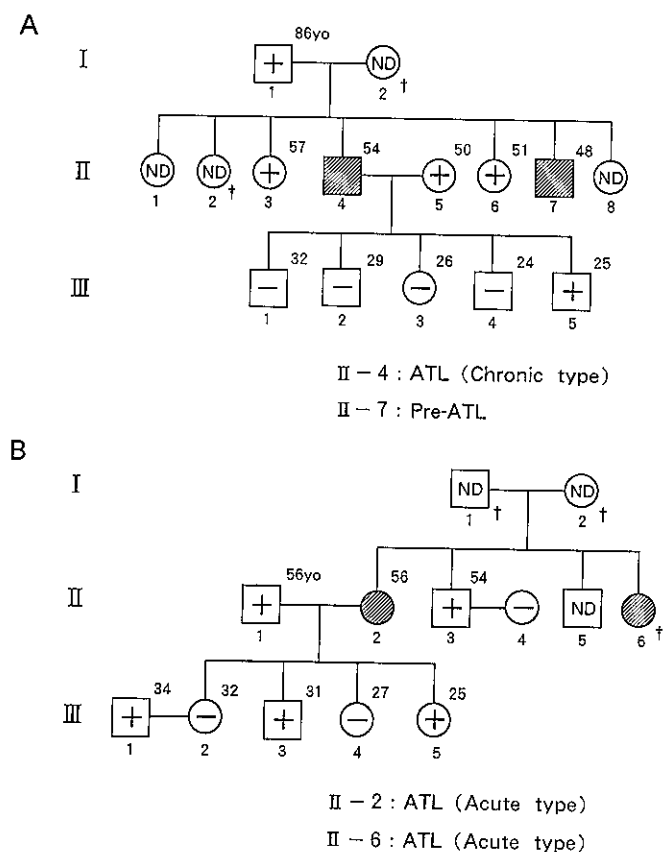 A
I
86yo
+ ND
1 2 †
II
57 54 50 51 48
ND ND + + + ND
1 2 † 3 4 5 6 7 8
III
32 29 26 24 25
− − − − +
1 2 3 4 5
II − 4 : ATL (Chronic type)
II − 7 : Pre-ATL
B
I
ND ND
1 † 2 †
II
56yo 56 54
+ + − ND
1 2 3 4 5 6 †
III
34 32 31 27 25
+ − + − +
1 2 3 4 5
II − 2 : ATL (Acute type)
II − 6 : ATL (Acute type)